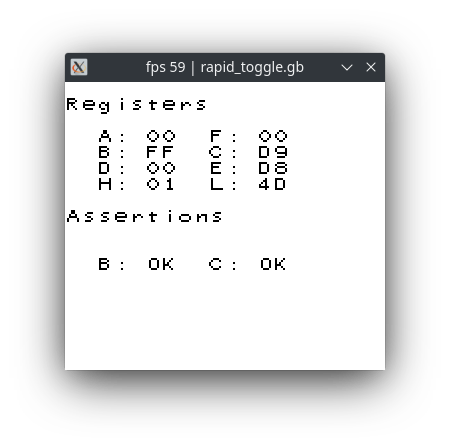 fps 59 | rapid_toggle.gb
Registers
A: 00 F: 00
B: FF C: D9
D: 00 E: D8
H: 01 L: 4D
Assertions
B: OK C: OK